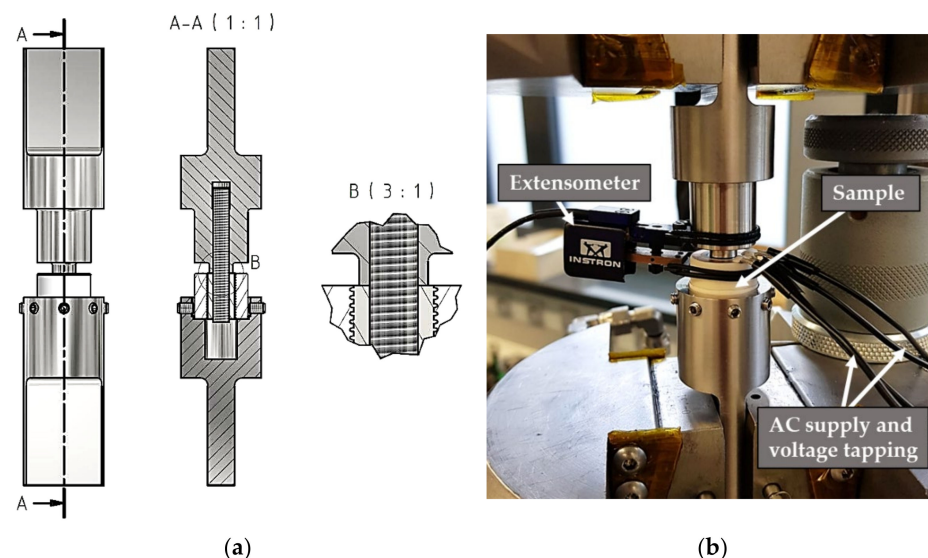 A
A-A (1:1)
B
B (3:1)
A
Extensometer
Sample
INSTRON
AC supply and
voltage tapping
(a)
(b)